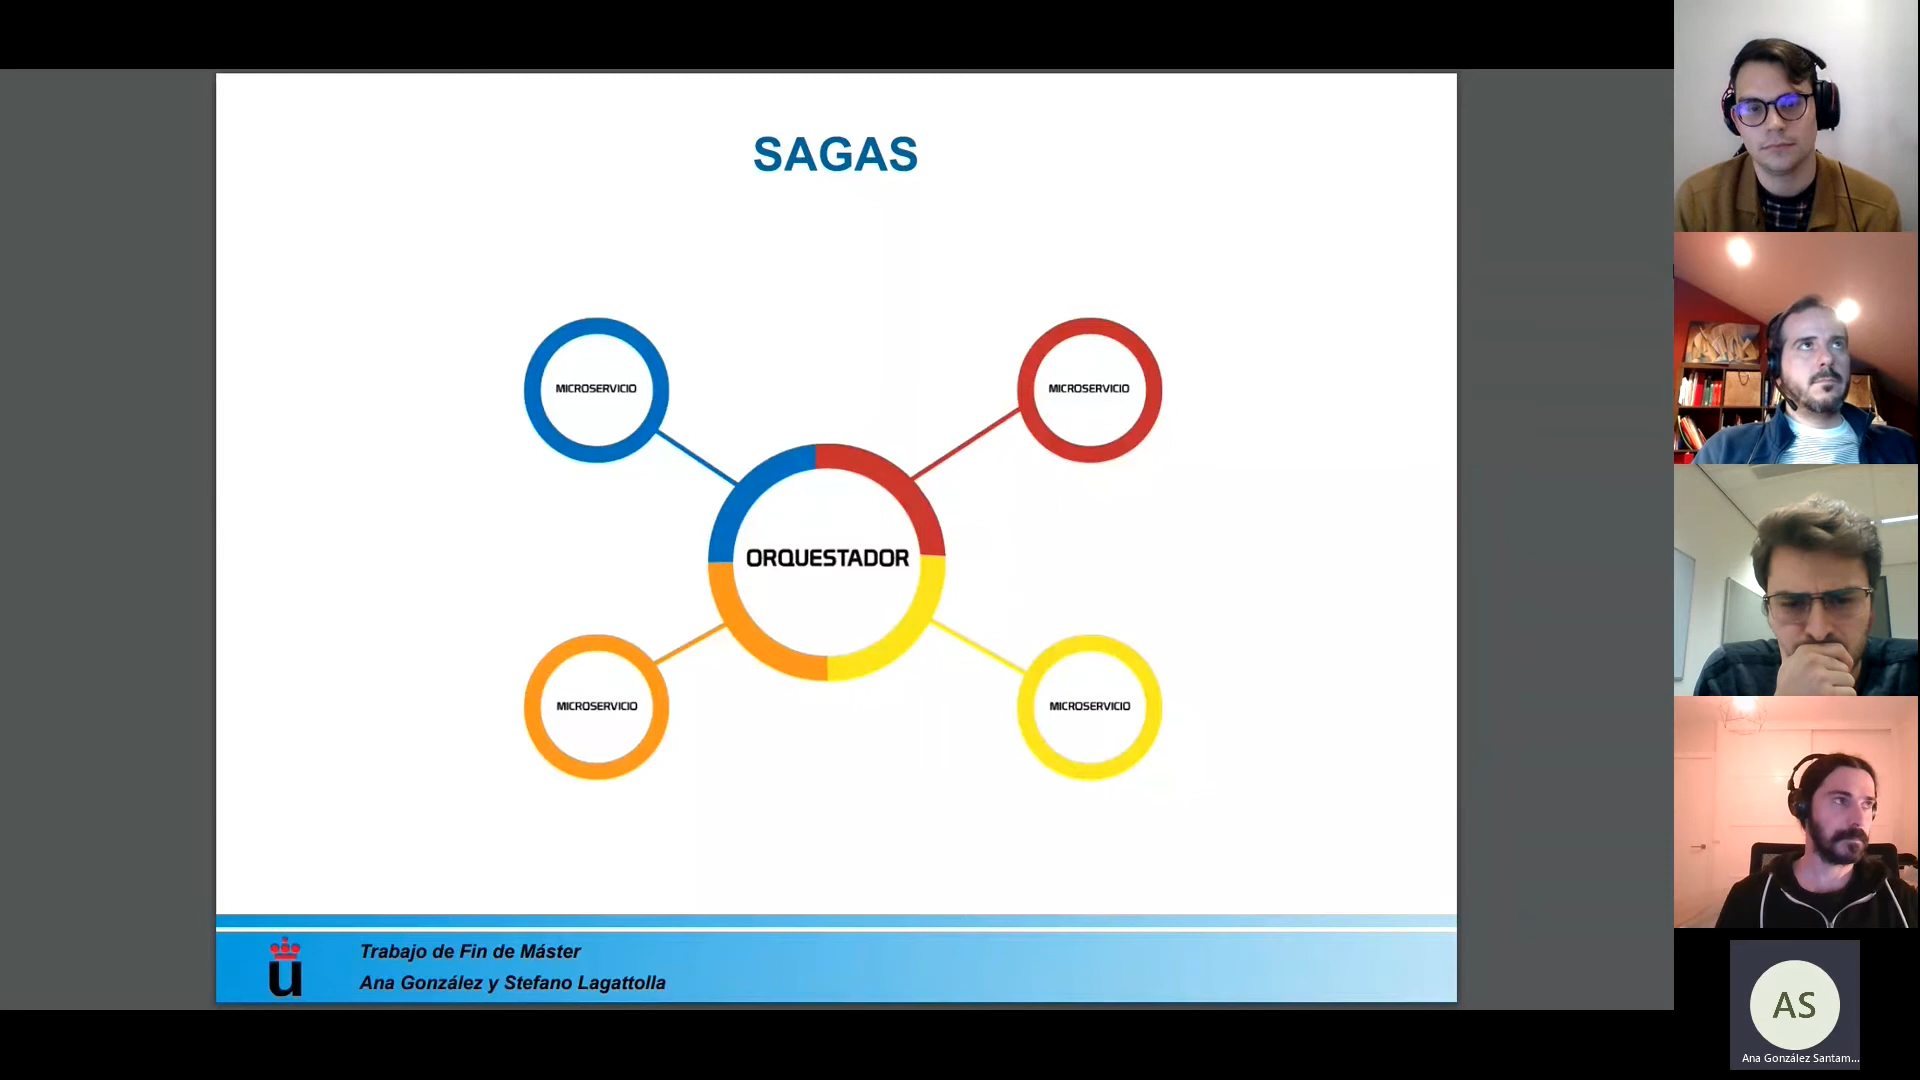 SAGAS
MICROSERVICIO
MICROSERVICIO
ORQUESTADOR
MICROSERVICIO
MICROSERVICIO
u
Trabajo de Fin de Máster
Ana González y Stefano Lagattolla
AS
Ana González Santam...